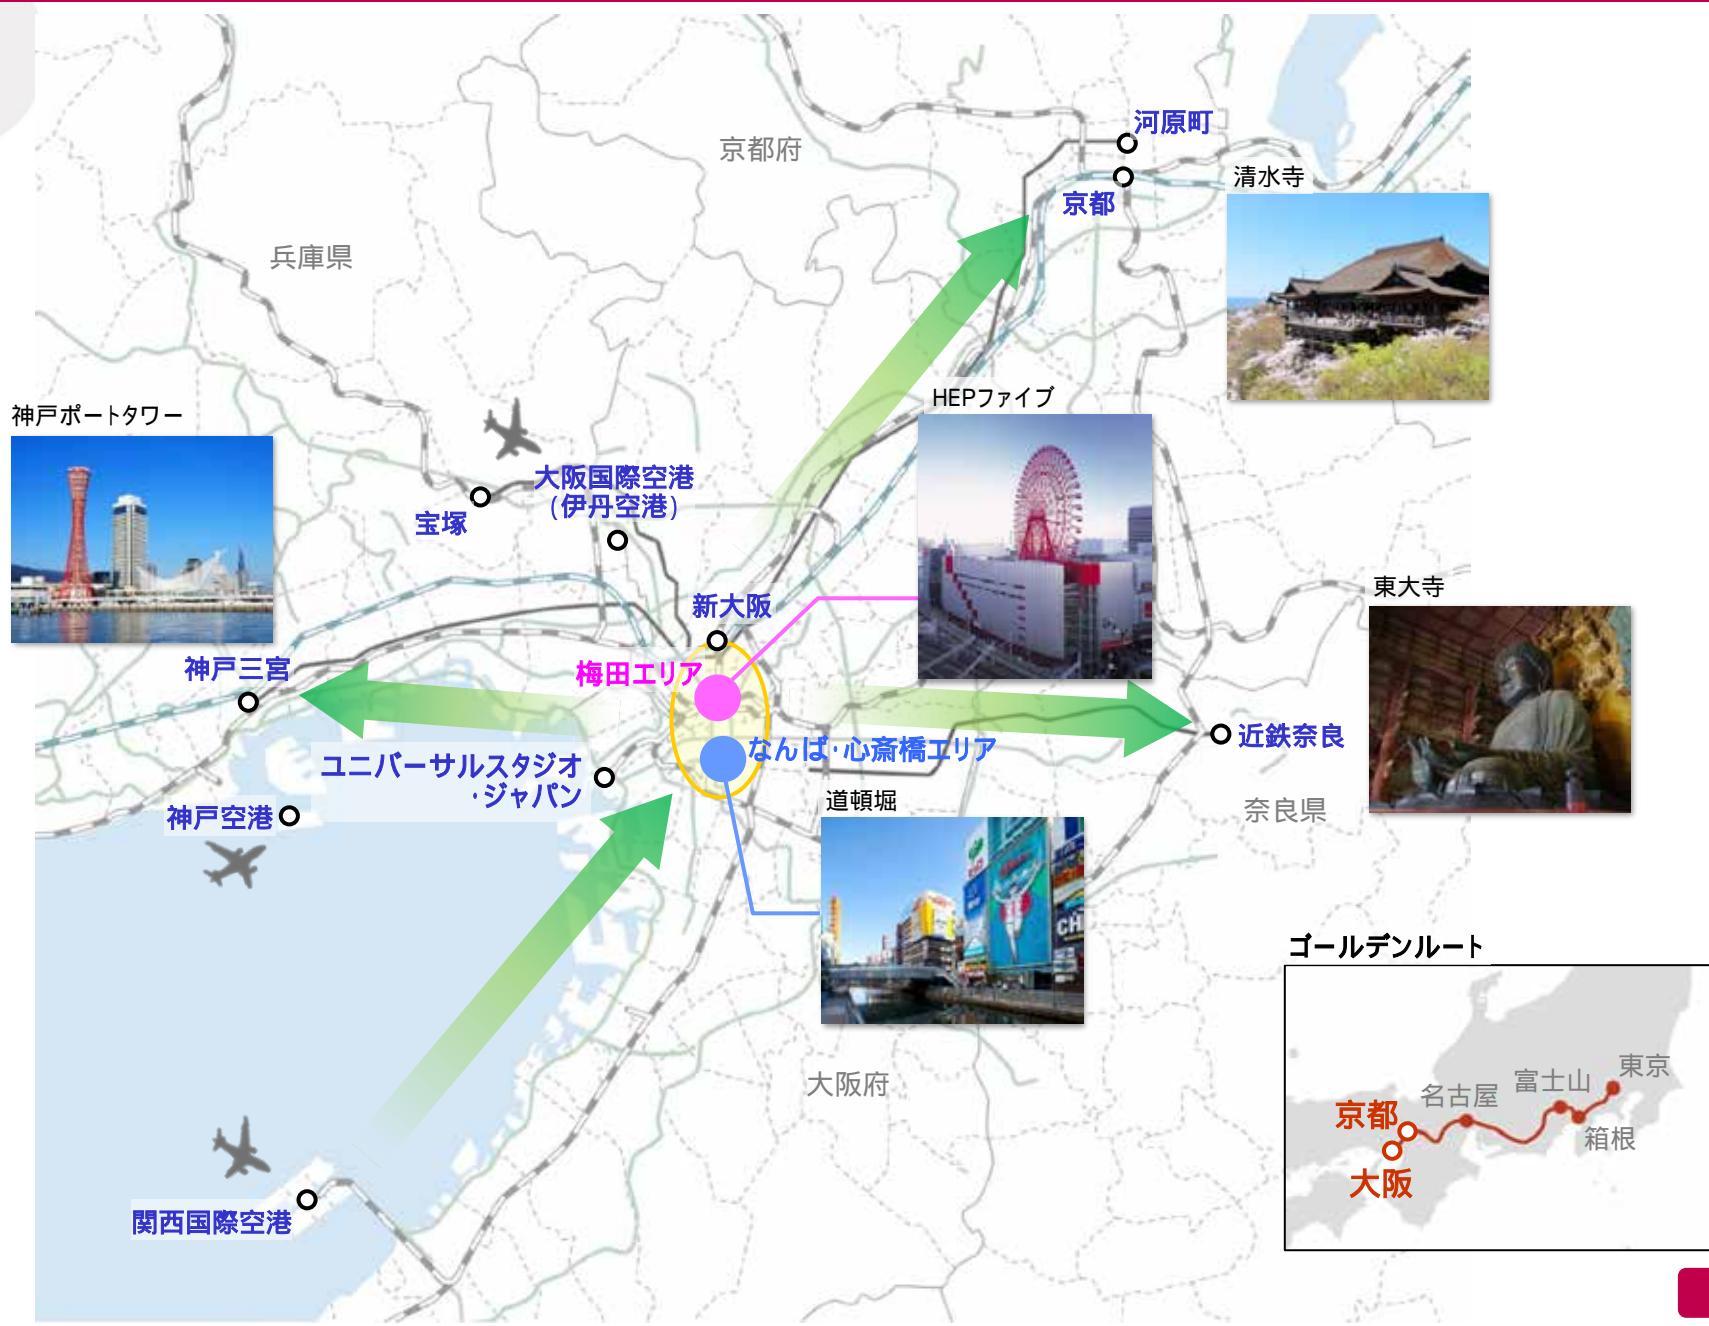 河原町
京都府
清水寺
京都
兵庫県
HEPファイブ
神戸ポートタワー
大阪国際空港
(伊丹空港)
宝塚
東大寺
新大阪
神戸三宮
梅田エリア
近鉄奈良
なんば・心斎橋エリア
ユニバーサルスタジオ
・ジャパン
道頓堀
奈良県
神戸空港
CH
ゴールデンルート
大阪府
東京
富士山
名古屋
京都
箱根
大阪
関西国際空港